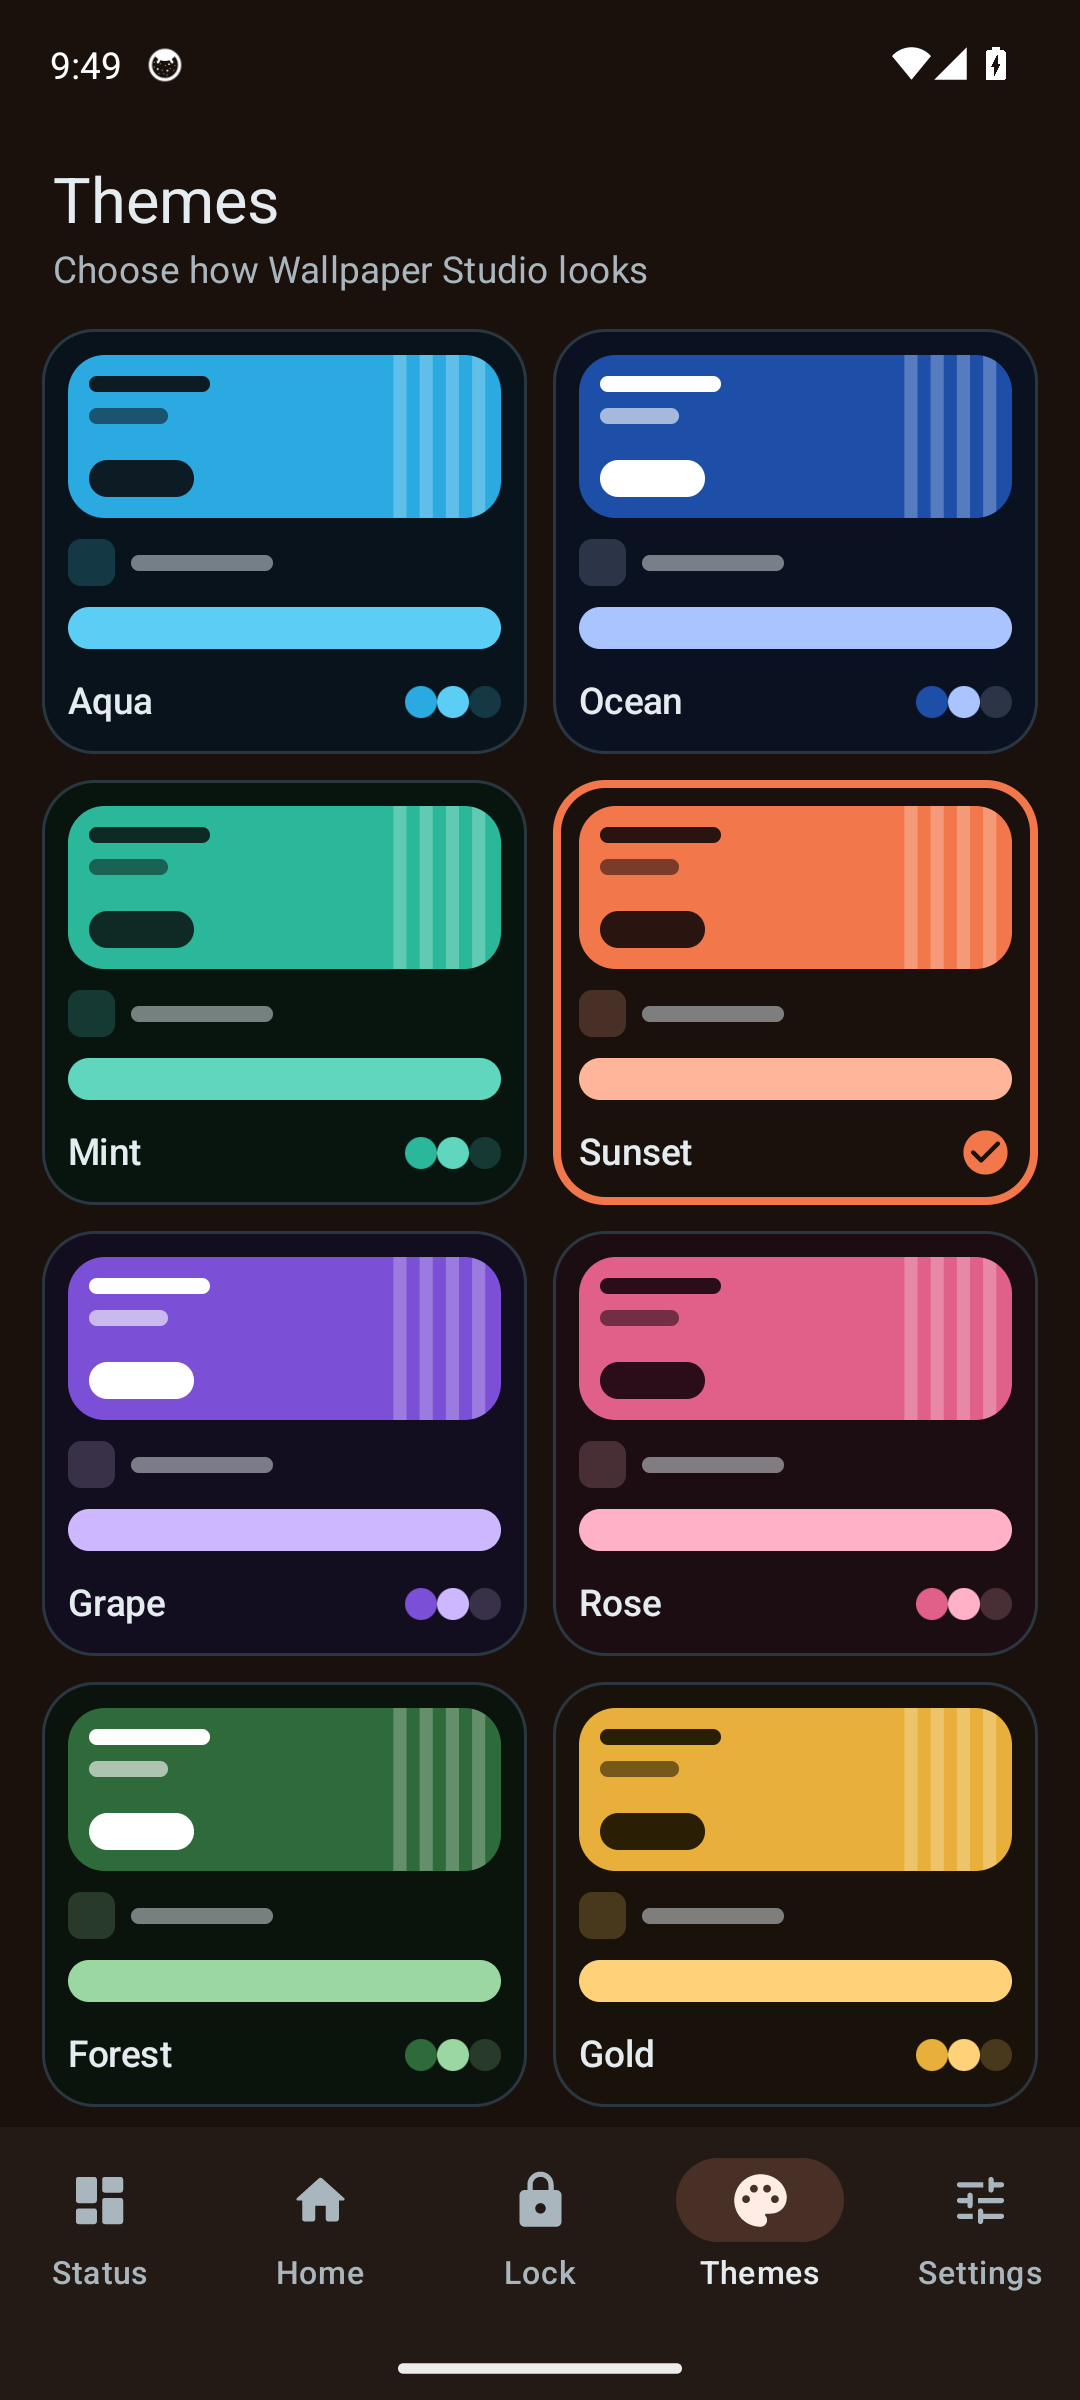 9:49
Themes
Choose how Wallpaper Studio looks
Aqua
Ocean
Mint
Sunset
Grape
Rose
Forest
Gold
Status
Home
Lock
Themes
Settings